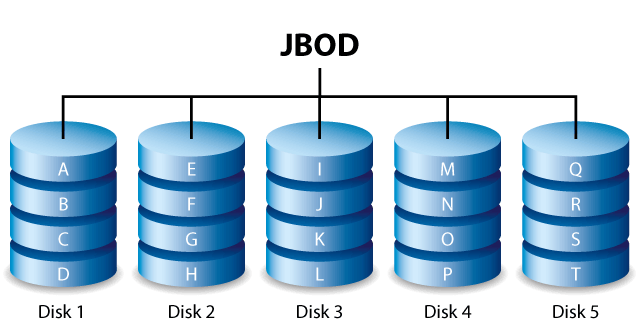 JBOD
A E I M Q
B F J N R
C G K O S
D H L P T
Disk 1 Disk 2 Disk 3 Disk 4 Disk 5